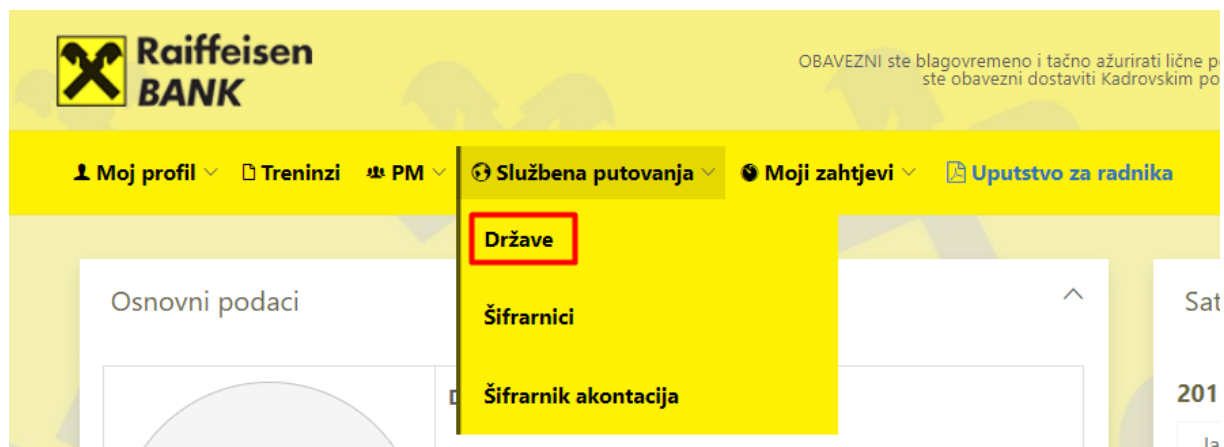 Raiffeisen
BANK
OBAVEZNI ste blagovremeno i tačno ažurirati lične
ste obavezni dostaviti Kadrovskim
Moj profil
Treninzi
PM
Službena putovanja
Moji zahtjevi
Uputstvo za radnika
Države
Šifrarnici
Šifrarnik akontacija
Osnovni podaci
201